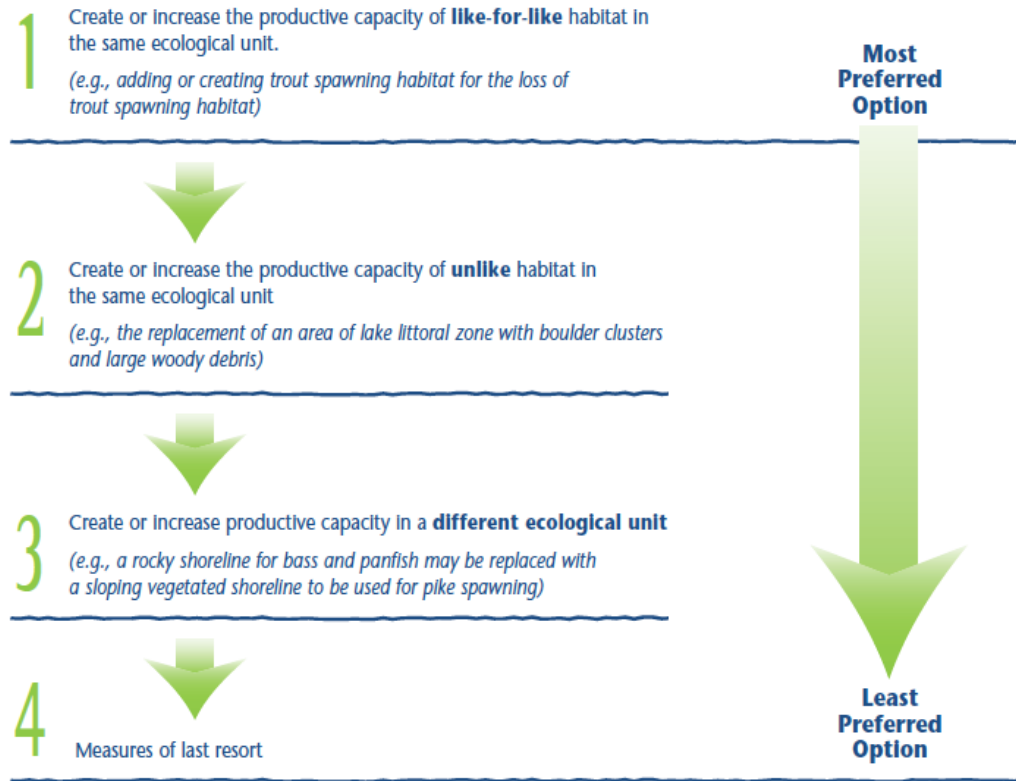 1
Create or increase the productive capacity of like-for-like habitat in
the same ecological unit.
(e.g., adding or creating trout spawning habitat for the loss of
trout spawning habitat)
Most
Preferred
Option
2
Create or increase the productive capacity of unlike habitat in
the same ecological unit
(e.g., the replacement of an area of lake littoral zone with boulder clusters
and large woody debris)
3
Create or increase productive capacity in a different ecological unit
(e.g., a rocky shoreline for bass and panfish may be replaced with
a sloping vegetated shoreline to be used for pike spawning)
4
Measures of last resort
Least
Preferred
Option